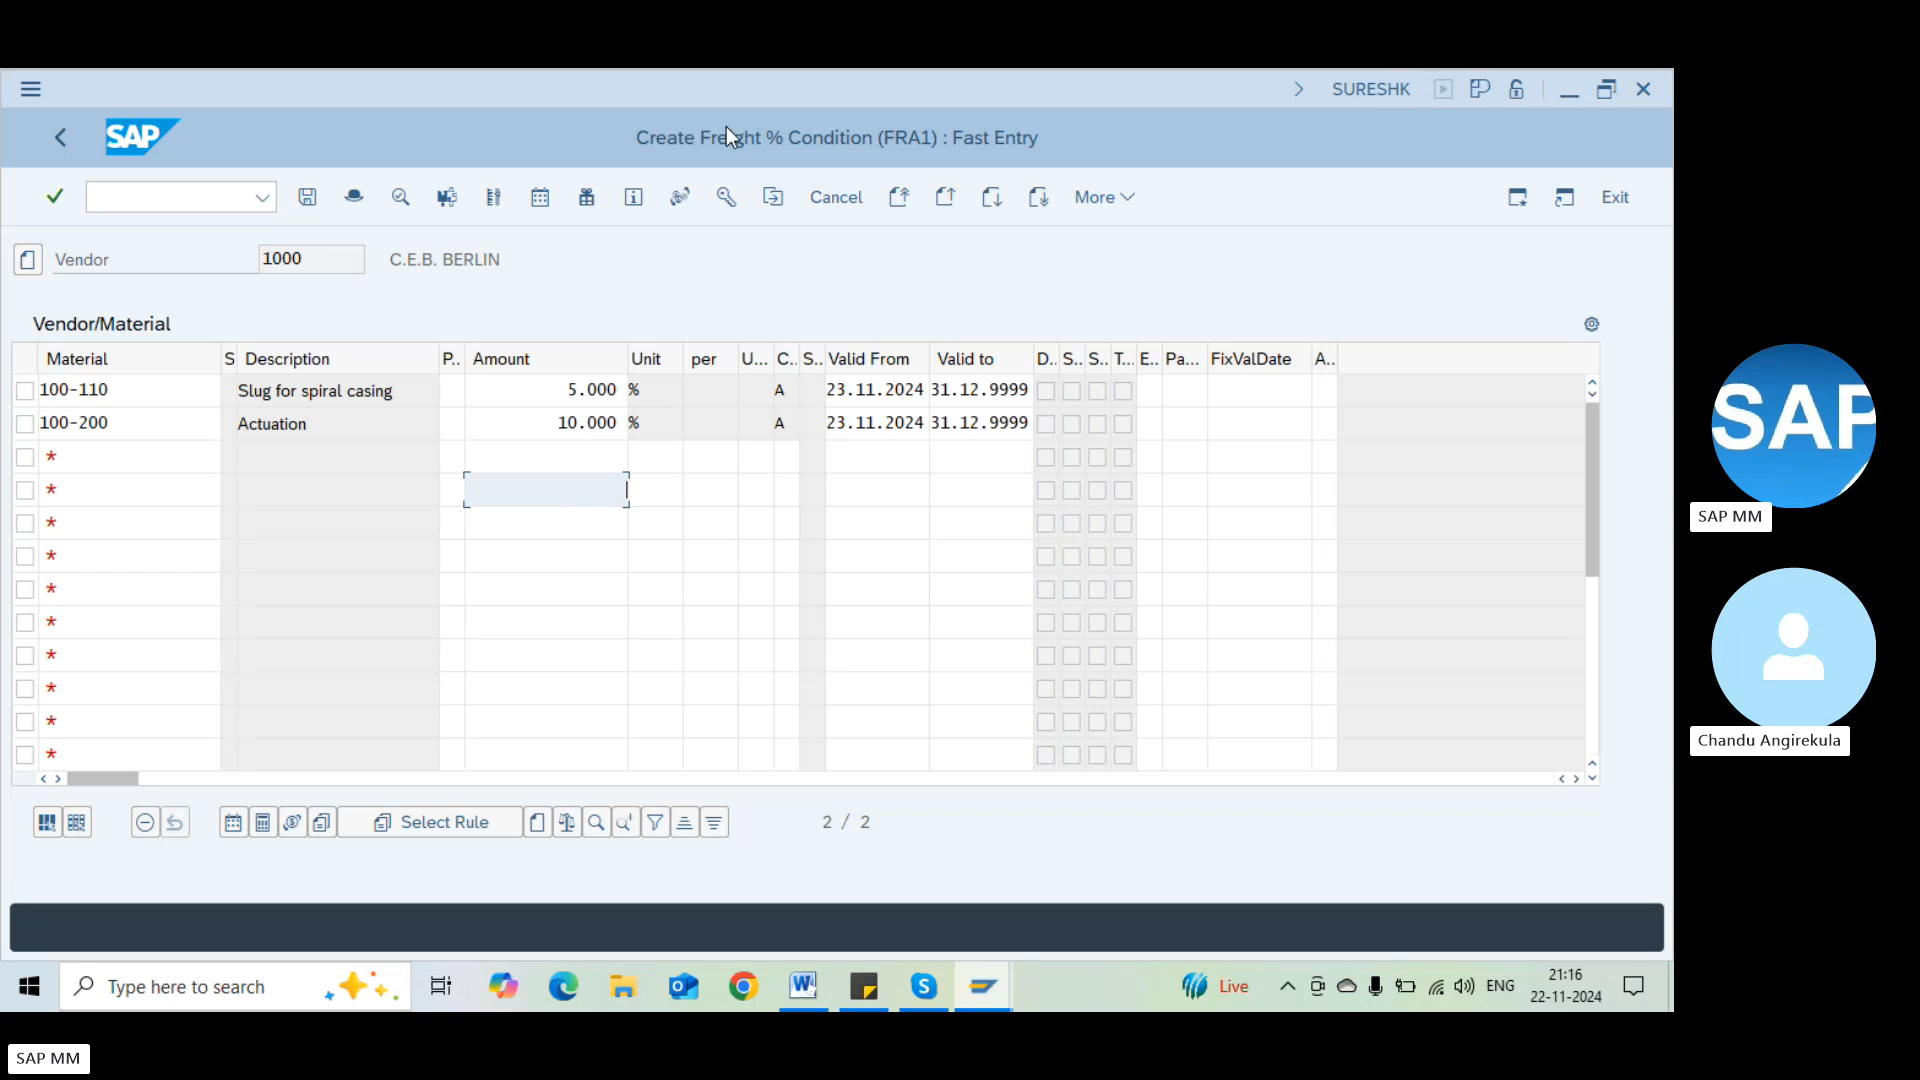 SURESHK
SAP Create Freight % Condition (FRA1) : Fast Entry
Cancel More Exit
Vendor 1000 C.E.B. BERLIN
Vendor/Material
Material S Description P.. Amount Unit per U... C.. S.. Valid From Valid to D.. S.. S.. T... E.. Pa... FixValDate A..
100-110 Slug for spiral casing 5.000 % A 23.11.2024 31.12.9999
100-200 Actuation 10.000 % A 23.11.2024 31.12.9999
*
*
*
*
*
*
*
*
*
*
Select Rule 2 / 2
Type here to search Live ENG 21:16
22-11-2024
SAP
SAP MM
Chandu Angirekula
SAP MM